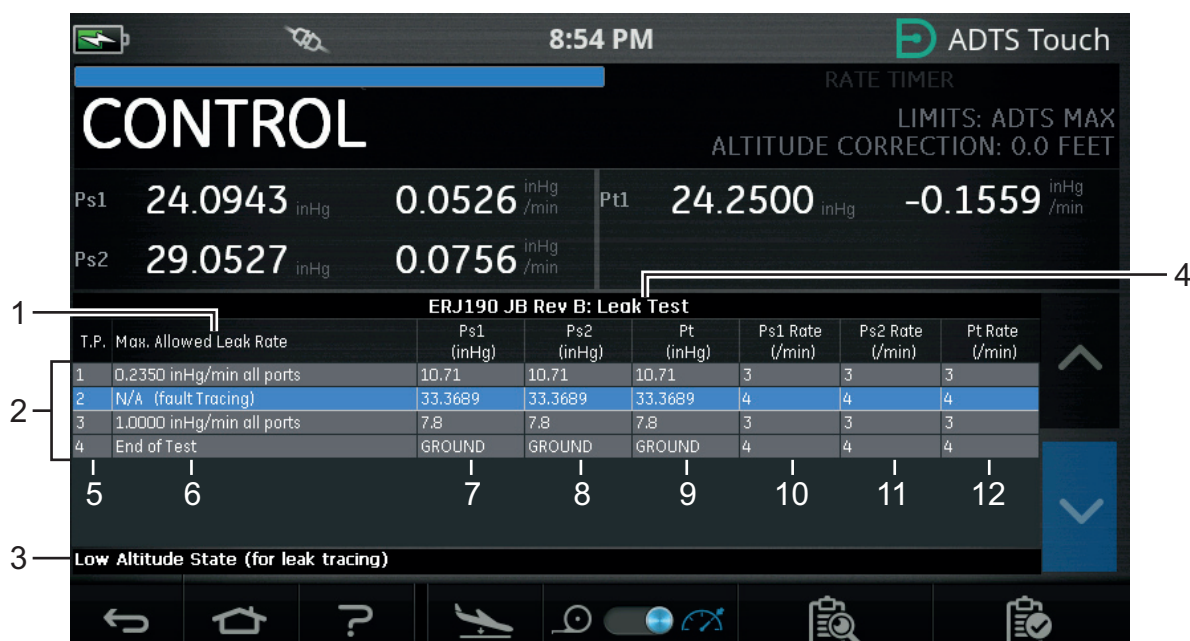 8:54 PM ADTS Touch
RATE TIMER
CONTROL
LIMITS: ADTS MAX
ALTITUDE CORRECTION: 0.0 FEET
Ps1 24.0943 inHg 0.0526 inHg/min Pt1 24.2500 inHg -0.1559 inHg/min
Ps2 29.0527 inHg 0.0756 inHg/min
4
1
ERJ190 JB Rev B: Leak Test
T.P. Max. Allowed Leak Rate Ps1 (inHg) Ps2 (inHg) Pt (inHg) Ps1 Rate (/min) Ps2 Rate (/min) Pt Rate (/min)
1 0.2350 inHg/min all ports 10.71 10.71 10.71 3 3 3
2 N/A (fault Tracing) 33.3689 33.3689 33.3689 4 4 4
2
3 1.0000 inHg/min all ports 7.8 7.8 7.8 3 3 3
4 End of Test GROUND GROUND GROUND 4 4 4
5 6 7 8 9 10 11 12
3
Low Altitude State (for leak tracing)
?